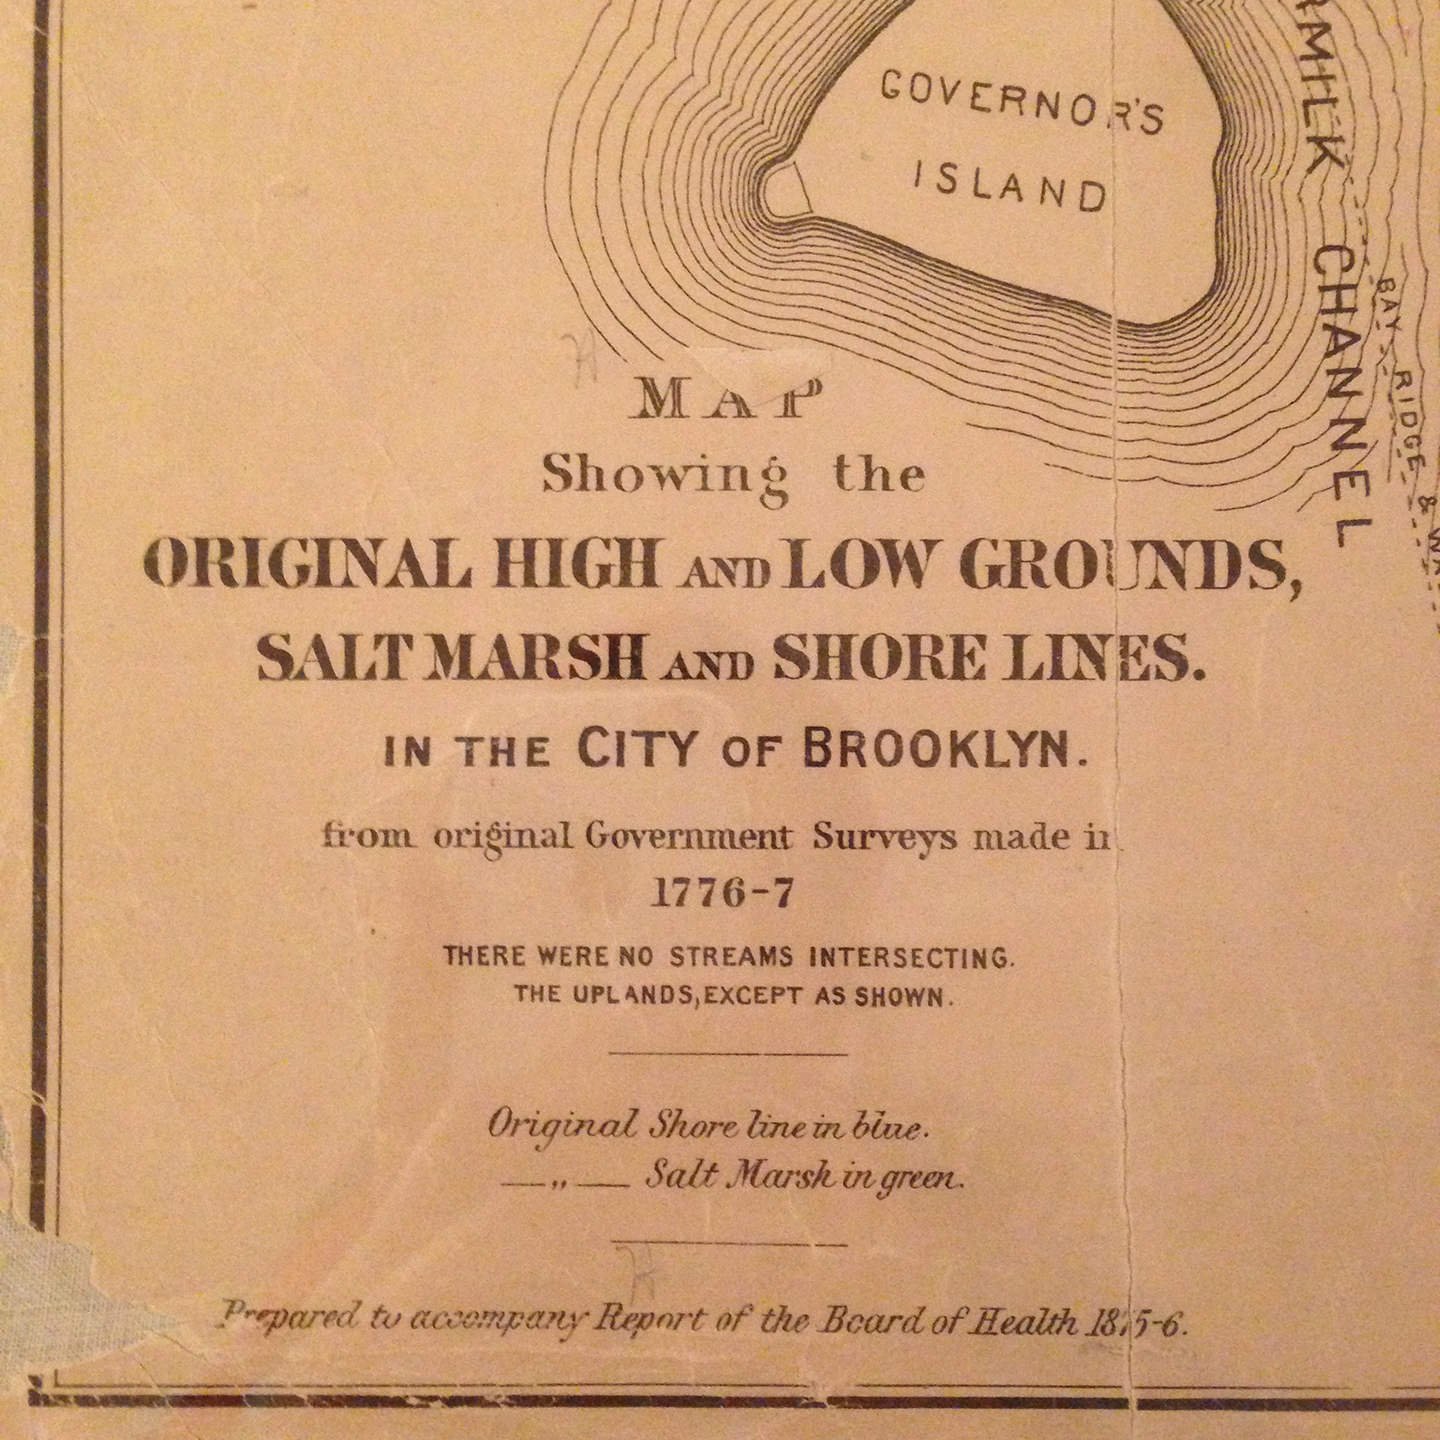 GOVERNOR'S
ISLAND
RMILK CHANNEL
BAY RIDGE &
MAP
Showing the
ORIGINAL HIGH AND LOW GROUNDS,
SALT MARSH AND SHORE LINES.
IN THE CITY OF BROOKLYN.
from original Government Surveys made in
1776-7
THERE WERE NO STREAMS INTERSECTING.
THE UPLANDS, EXCEPT AS SHOWN.
Original Shore line in blue.
—„— Salt Marsh in green.
Prepared to accompany Report of the Board of Health 1875-6.